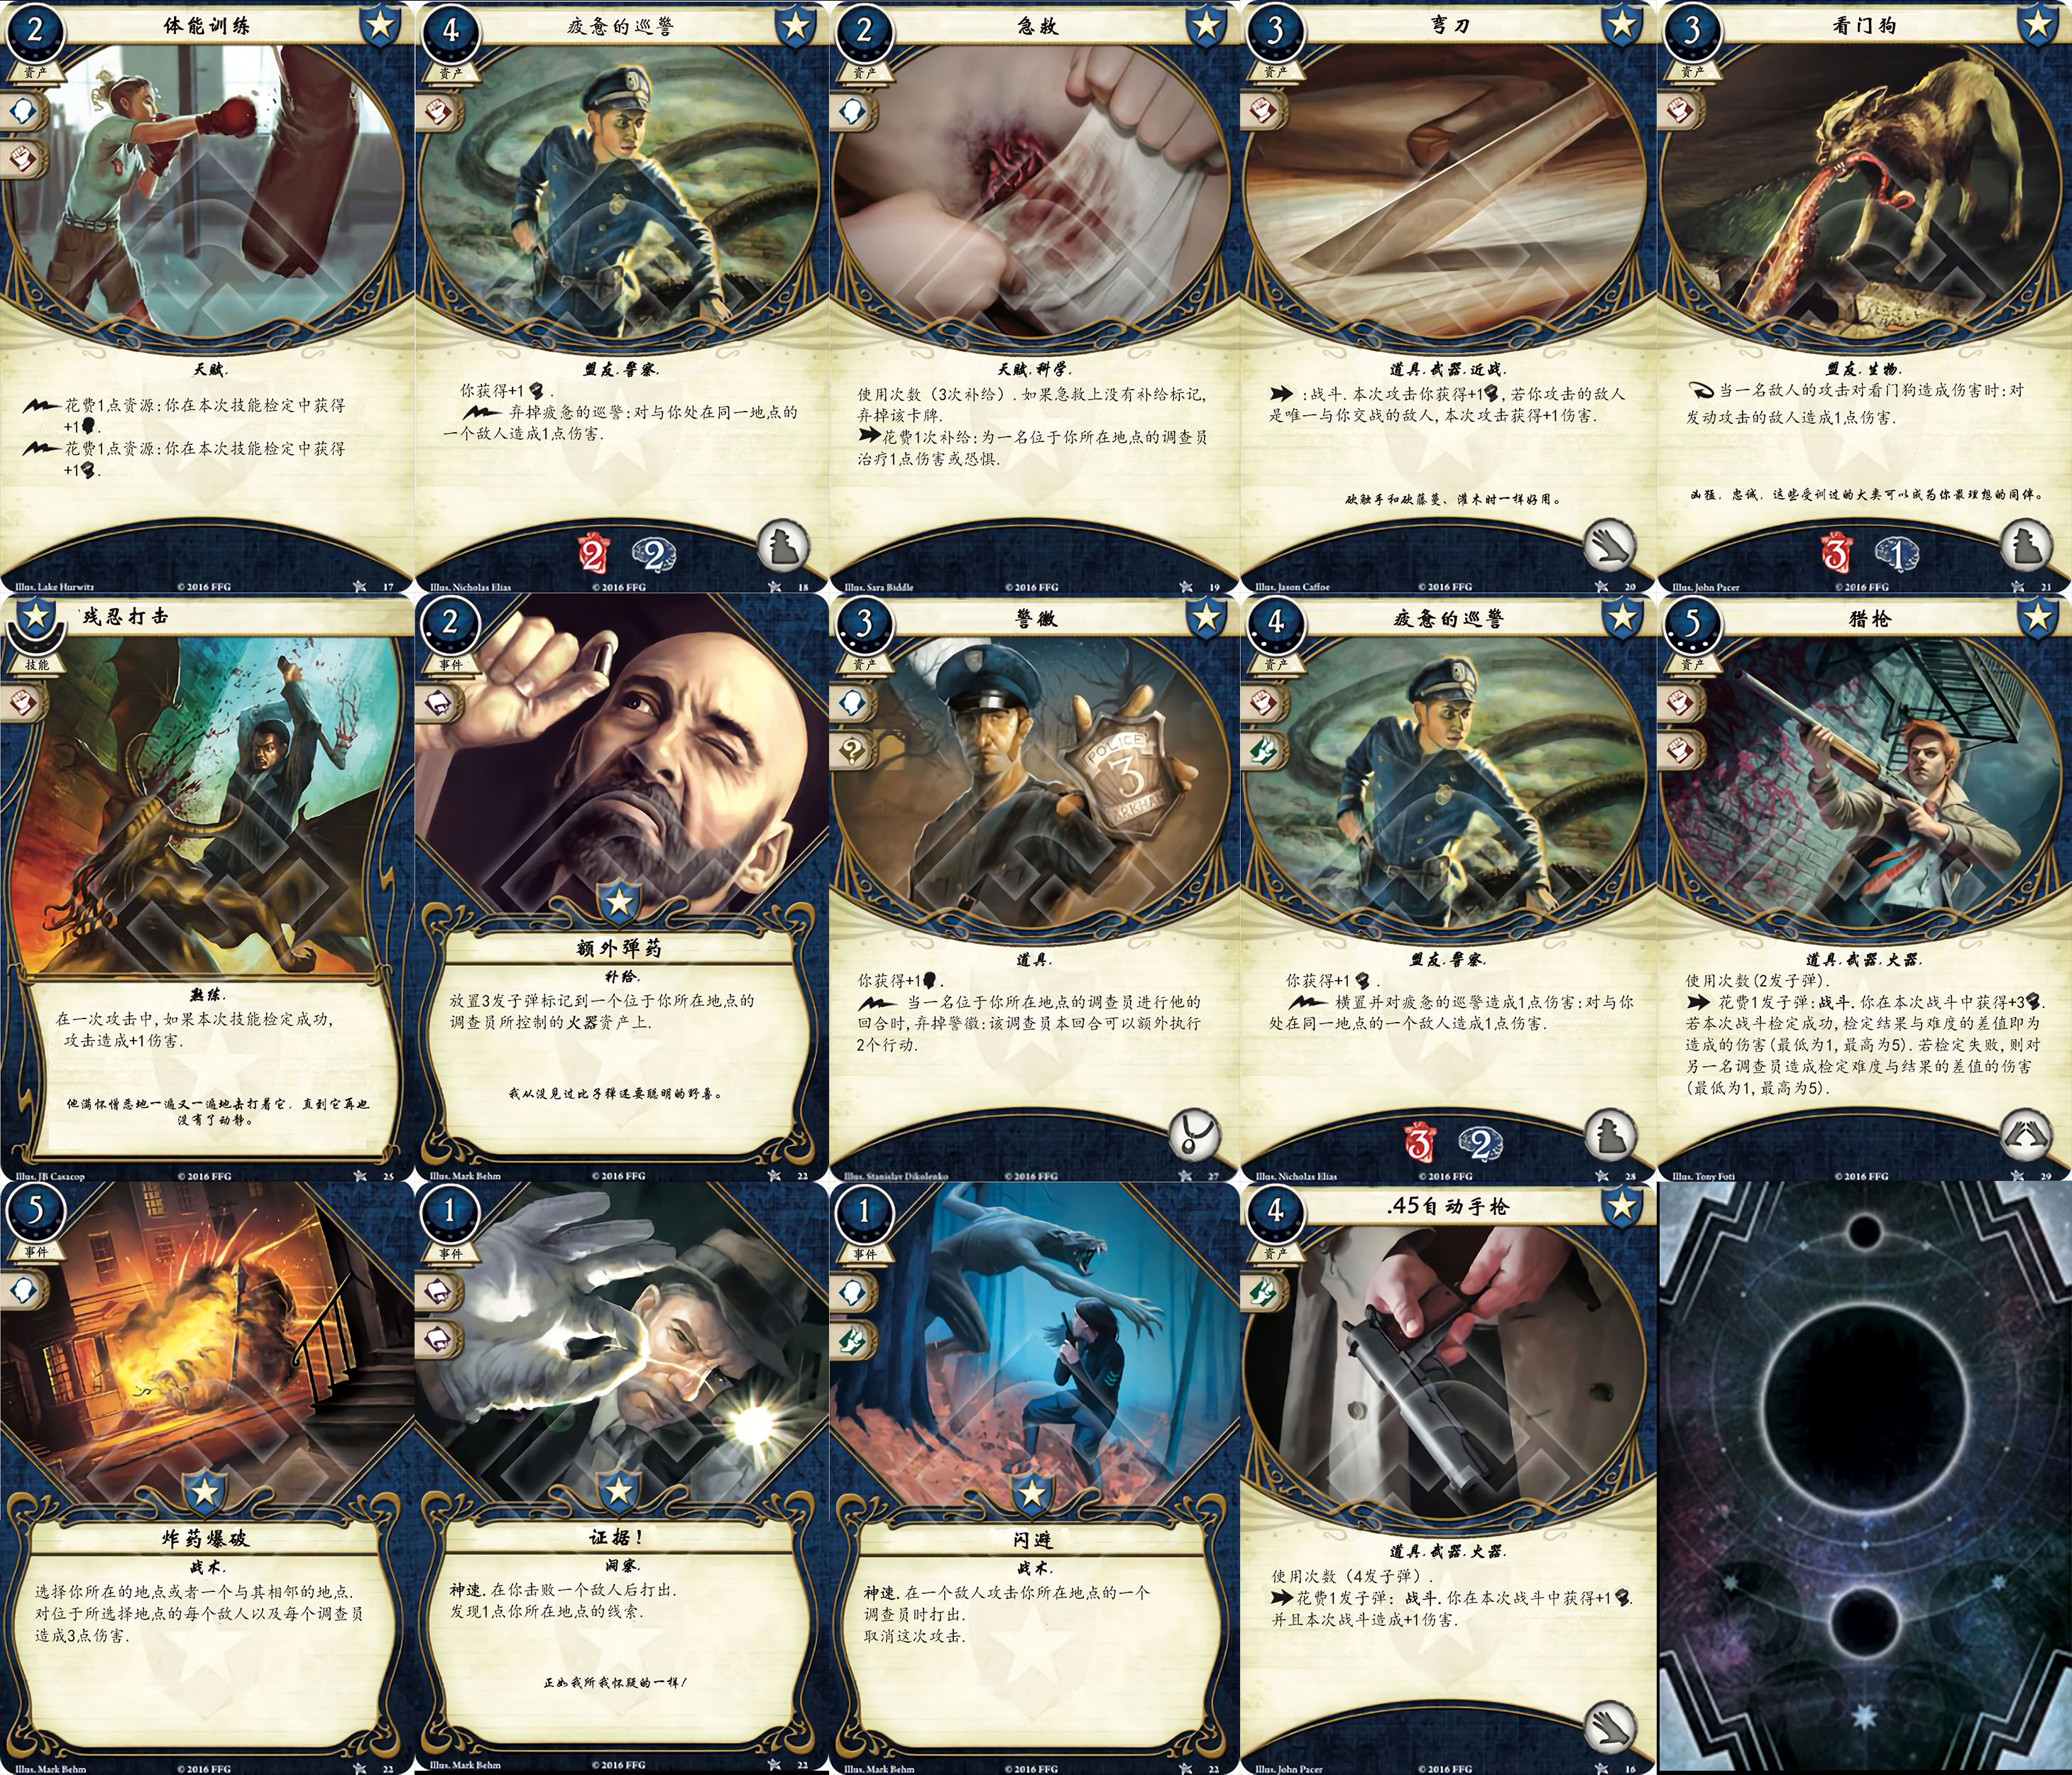 2
体能训练
资产
天赋.
花费1点资源:你在本次技能检定中获得
+1.
花费1点资源:你在本次技能检定中获得
+1.
Illus. Lake Hurwitz
© 2016 FFG
17
4
疲惫的巡警
资产
盟友.警察.
你获得+1.
弃掉疲惫的巡警:对与你处在同一地点的
一个敌人造成1点伤害.
2
2
Illus. Nicholas Elias
© 2016 FFG
18
2
急救
资产
天赋.科学.
使用次数（3次补给）.如果急救上没有补给标记,
弃掉该卡牌.
花费1次补给:为一名位于你所在地点的调查员
治疗1点伤害或恐惧.
Illus. Sara Biddle
© 2016 FFG
19
3
弯刀
资产
道具.武器.近战.
:战斗.本次攻击你获得+1,若你攻击的敌人
是唯一与你交战的敌人,本次攻击获得+1伤害.
砍触手和砍藤蔓、灌木时一样好用。
Illus. Jason Caffoe
© 2016 FFG
20
3
看门狗
资产
盟友.生物.
当一名敌人的攻击对看门狗造成伤害时:对
发动攻击的敌人造成1点伤害.
凶猛，忠诚，这些受训过的犬类可以成为你最理想的同伴。
3
1
Illus. John Pacer
© 2016 FFG
21
残忍打击
技能
熟练.
在一次攻击中,如果本次技能检定成功,
攻击造成+1伤害.
他满怀憎恶地一遍又一遍地击打着它，直到它再也
没有了动静。
Illus. JB Casacop
© 2016 FFG
25
2
事件
额外弹药
补给.
放置3发子弹标记到一个位于你所在地点的
调查员所控制的火器资产上.
我从没见过比子弹还要聪明的野兽。
Illus. Mark Behm
© 2016 FFG
22
3
警徽
资产
POLICE
3
ARKHAM
道具.
你获得+1.
当一名位于你所在地点的调查员进行他的
回合时,弃掉警徽:该调查员本回合可以额外执行
2个行动.
Illus. Stanislav Dikolenko
© 2016 FFG
27
4
疲惫的巡警
资产
盟友.警察.
你获得+1.
横置并对疲惫的巡警造成1点伤害:对与你
处在同一地点的一个敌人造成1点伤害.
3
2
Illus. Nicholas Elias
© 2016 FFG
28
5
猎枪
资产
道具.武器.火器.
使用次数(2发子弹).
花费1发子弹:战斗.你在本次战斗中获得+3.
若本次战斗检定成功,检定结果与难度的差值即为
造成的伤害(最低为1,最高为5).若检定失败,则对
另一名调查员造成检定难度与结果的差值的伤害
(最低为1,最高为5).
Illus. Tony Foti
© 2016 FFG
29
5
事件
炸药爆破
战术.
选择你所在的地点或者一个与其相邻的地点.
对位于所选择地点的每个敌人以及每个调查员
造成3点伤害.
Illus. Mark Behm
© 2016 FFG
22
1
事件
证据！
洞察.
神速.在你击败一个敌人后打出.
发现1点你所在地点的线索.
正如我所我怀疑的一样！
Illus. Mark Behm
© 2016 FFG
22
1
事件
闪避
战术.
神速.在一个敌人攻击你所在地点的一个
调查员时打出.
取消这次攻击.
Illus. Mark Behm
© 2016 FFG
22
4
.45自动手枪
资产
道具.武器.火器.
使用次数（4发子弹）.
花费1发子弹: 战斗.你在本次战斗中获得+1.
并且本次战斗造成+1伤害.
Illus. John Pacer
© 2016 FFG
16